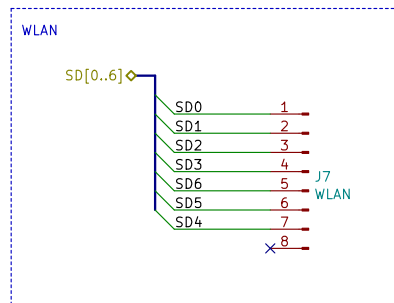 WLAN
SD[0..6]
SD0 1
SD1 2
SD2 3
SD3 4
SD6 5
SD5 6
SD4 7
8
J7
WLAN